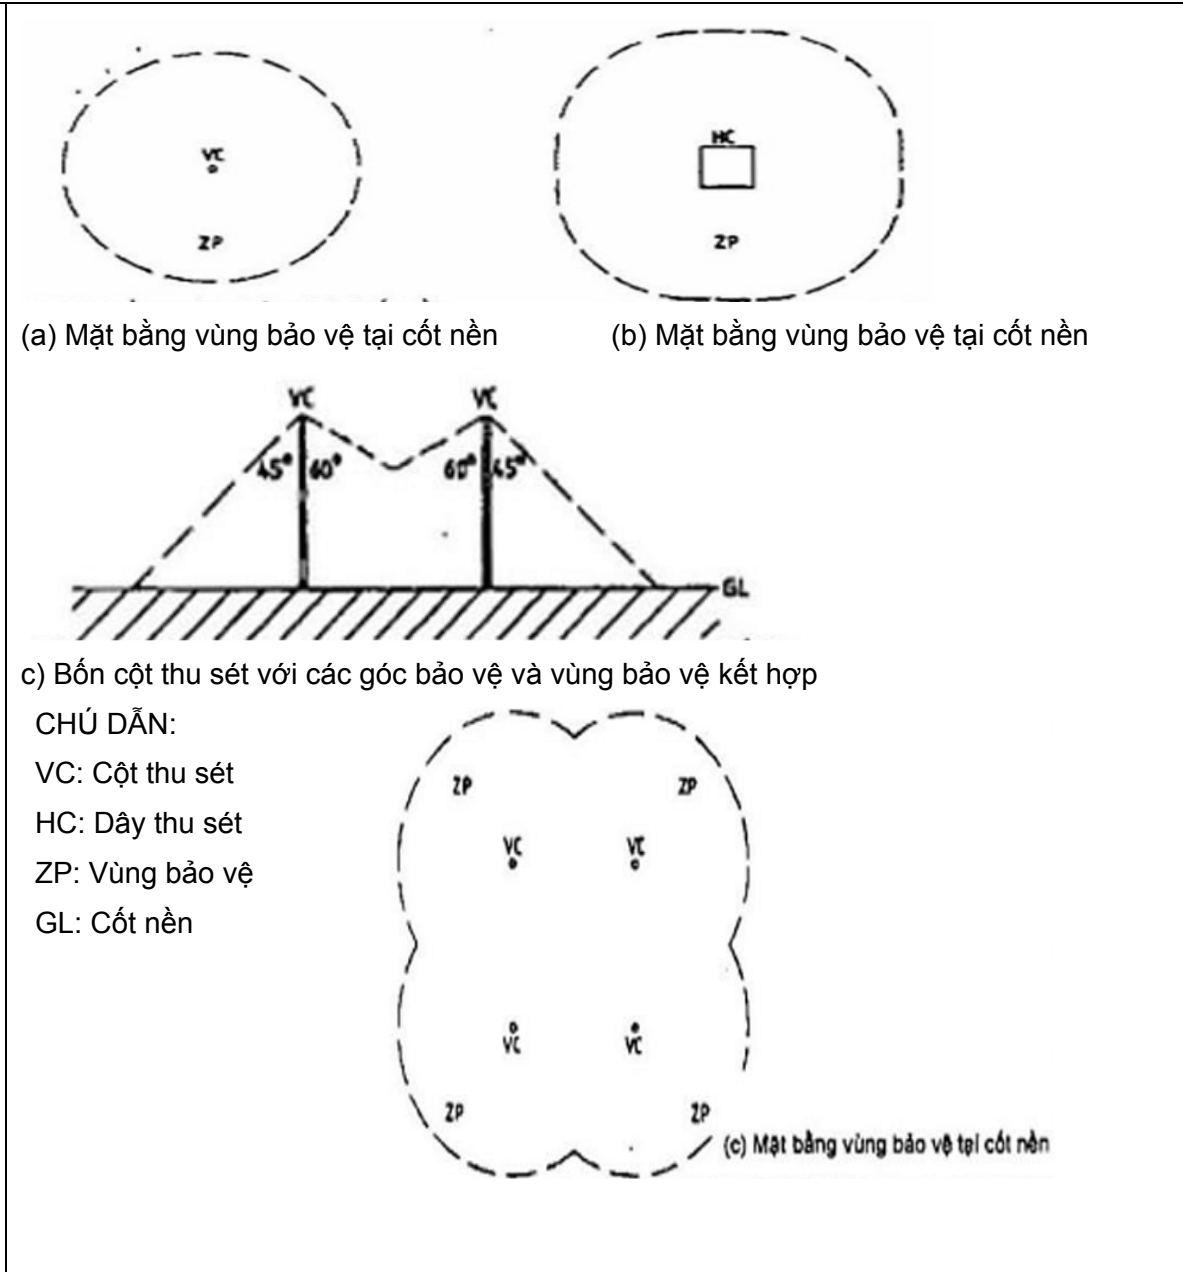 VC
ZP
HC
ZP
(a) Mặt bằng vùng bảo vệ tại cốt nền
(b) Mặt bằng vùng bảo vệ tại cốt nền
VC VC
45° 60° 60° 45°
GL
c) Bốn cột thu sét với các góc bảo vệ và vùng bảo vệ kết hợp
CHÚ DẪN:
VC: Cột thu sét
HC: Dây thu sét
ZP: Vùng bảo vệ
GL: Cốt nền
ZP ZP
VC VC
VC VC
ZP ZP
(c) Mặt bằng vùng bảo vệ tại cốt nền